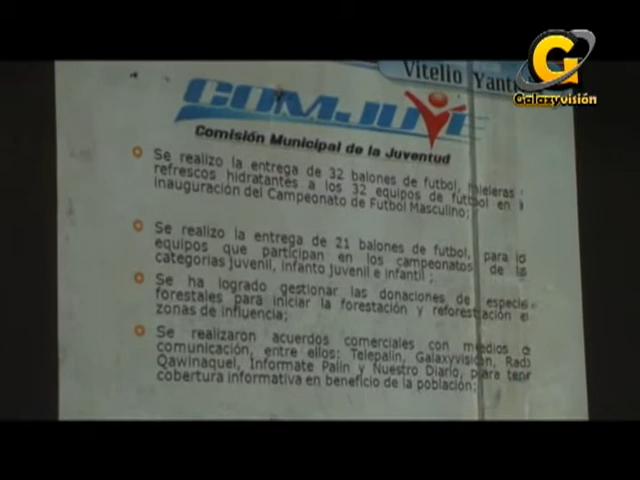 Vitelio
Galaxyvisión
COMJUVE
Comisión Municipal de la Juventud
Se realizo la entrega de 32 balones de futbol, hieleras
refrescos hidratantes a los 32 equipos de futbol en
inauguración del Campeonato de Futbol Masculino;
Se realizo la entrega de 21 balones de futbol, para
equipos que participan en los campeonatos de
categorias juvenil, infanto juvenil e infantil ;
Se ha logrado gestionar las donaciones de
forestales para iniciar la forestación y reforestación
zonas de influencia;
Se realizaron acuerdos comerciales con medios
comunicación, entre ellos: Telepalin, Galaxyvisión,
Qawinaquel, Informate Palin y Nuestro Diario, para
cobertura informativa en beneficio de la población;